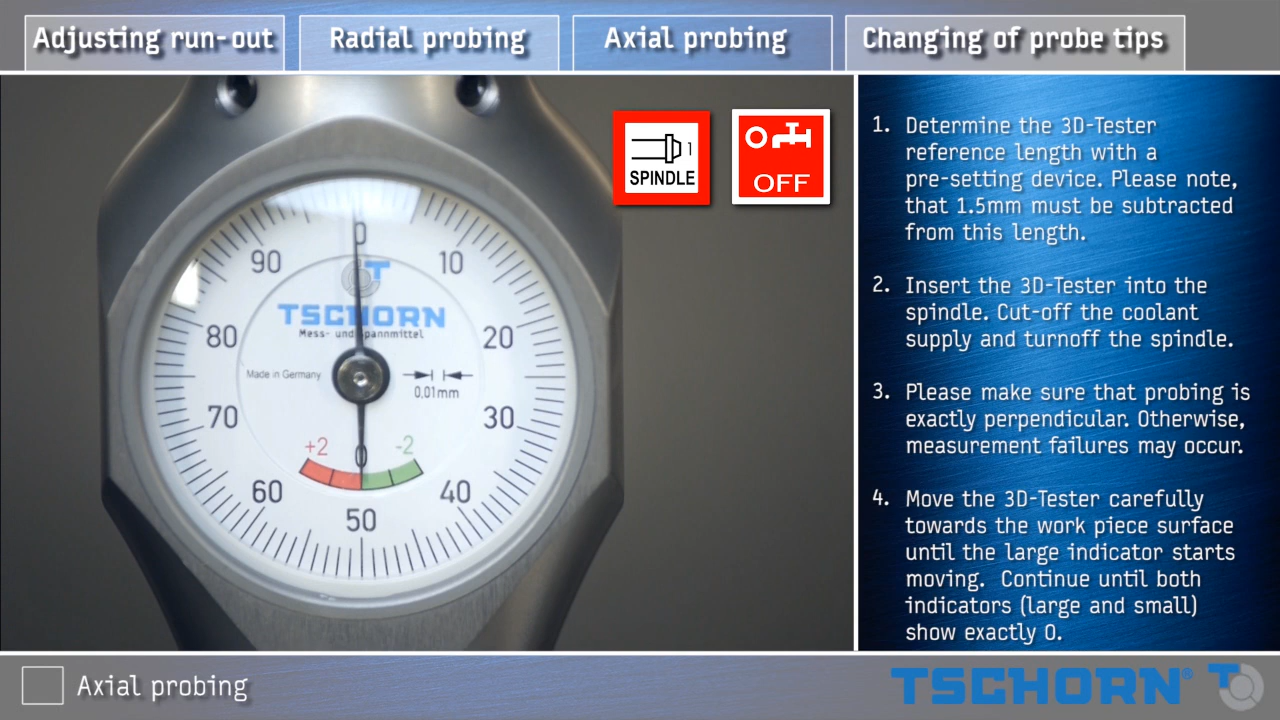 Adjusting run-out
Radial probing
Axial probing
Changing of probe tips
1
SPINDLE
OFF
0
10
20
30
40
50
60
70
80
90
T
TSCHORN
Mess- und Spannmittel
Made in Germany
0,01mm
+2
0
-2
1. Determine the 3D-Tester
reference length with a
pre-setting device. Please note,
that 1.5mm must be subtracted
from this length.
2. Insert the 3D-Tester into the
spindle. Cut-off the coolant
supply and turnoff the spindle.
3. Please make sure that probing is
exactly perpendicular. Otherwise,
measurement failures may occur.
4. Move the 3D-Tester carefully
towards the work piece surface
until the large indicator starts
moving. Continue until both
indicators (large and small)
show exactly 0.
Axial probing
TSCHORN® T